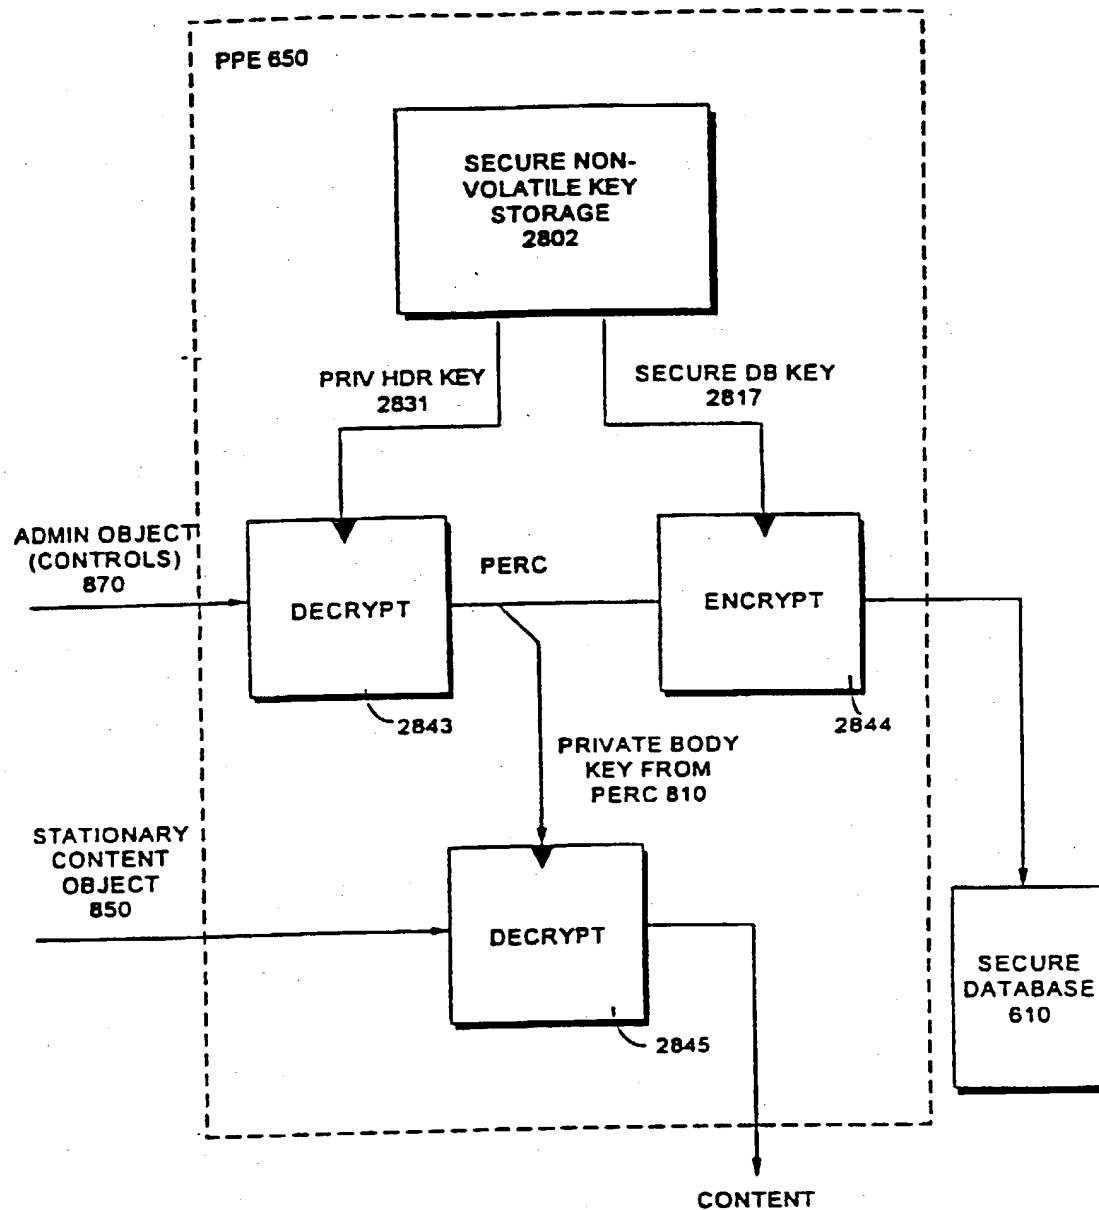 PPE 650
SECURE NON-
VOLATILE KEY
STORAGE
2802
PRIV HDR KEY
2831
SECURE DB KEY
2817
ADMIN OBJECT
(CONTROLS)
870
DECRYPT
PERC
ENCRYPT
2843
2844
PRIVATE BODY
KEY FROM
PERC 810
STATIONARY
CONTENT
OBJECT
850
DECRYPT
2845
SECURE
DATABASE
610
CONTENT